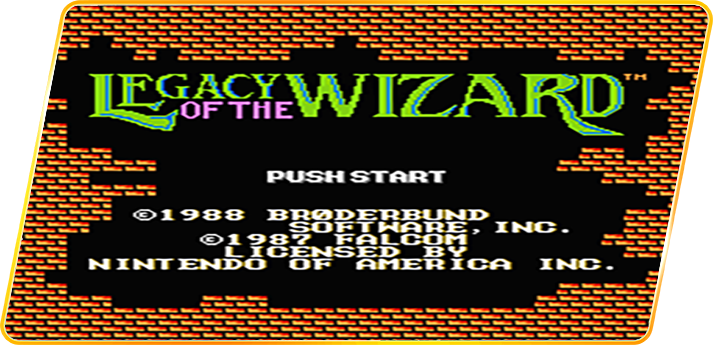 LEGACY OF THE WIZARD™
PUSH START
©1988 BRØDERBUND
SOFTWARE, INC.
©1987 FALCOM
LICENSED BY
NINTENDO OF AMERICA INC.